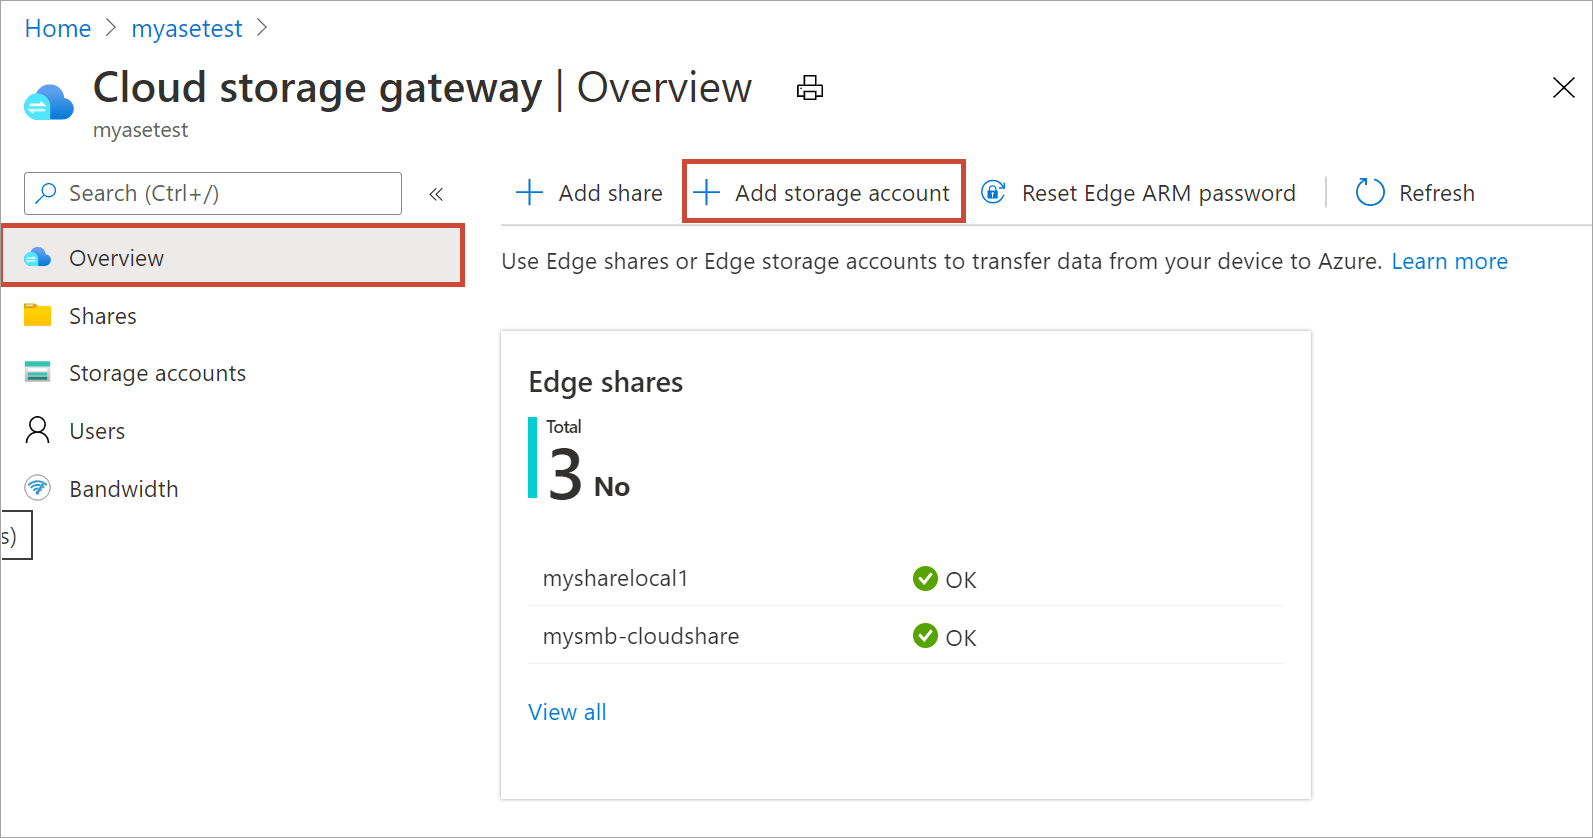 Home > myasetest >
Cloud storage gateway | Overview
myasetest
Search (Ctrl+/)
«
Add share
Add storage account
Reset Edge ARM password
Refresh
Overview
Shares
Storage accounts
Users
Bandwidth
s)
Use Edge shares or Edge storage accounts to transfer data from your device to Azure. Learn more
Edge shares
Total
3 No
mysharelocal1 OK
mysmb-cloudshare OK
View all